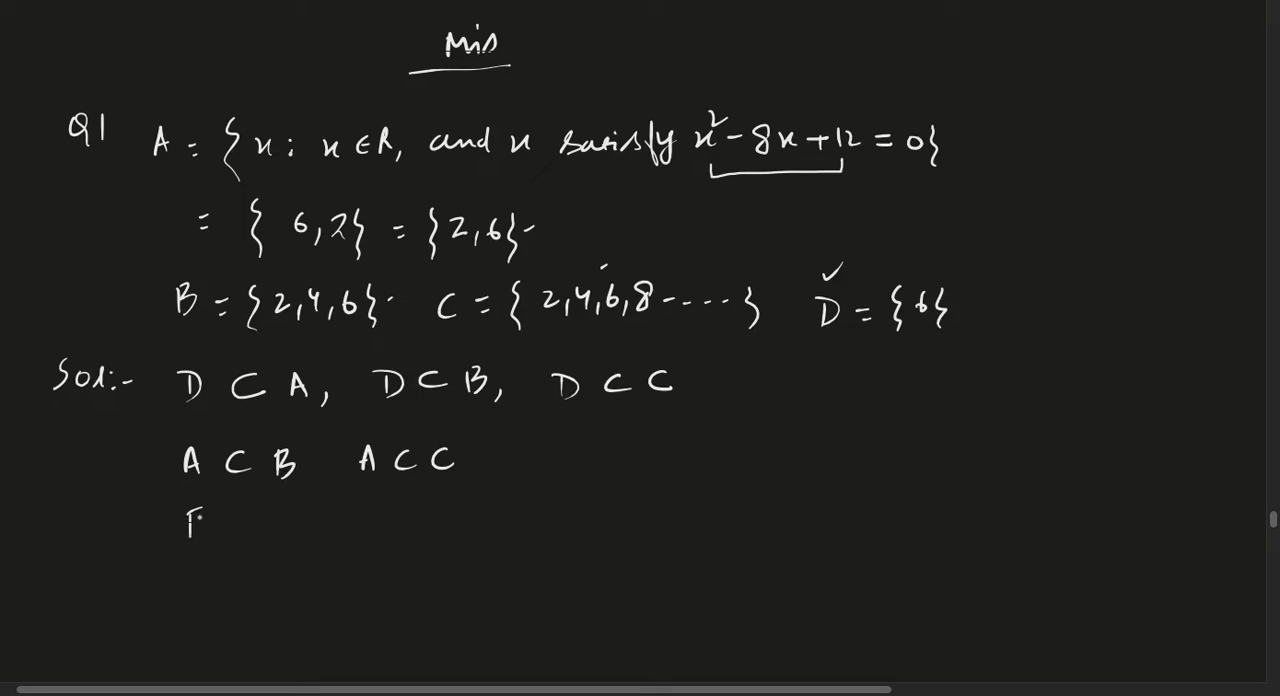 Mis
Q1 A = {x : x ∈ R, and x satisfy x² - 8x + 12 = 0}
= {6, 2} = {2, 6}
B = {2, 4, 6} . C = {2, 4, 6, 8 - - - - -} D = {6}
Sol:- D ⊂ A, D ⊂ B, D ⊂ C
A ⊂ B A ⊂ C